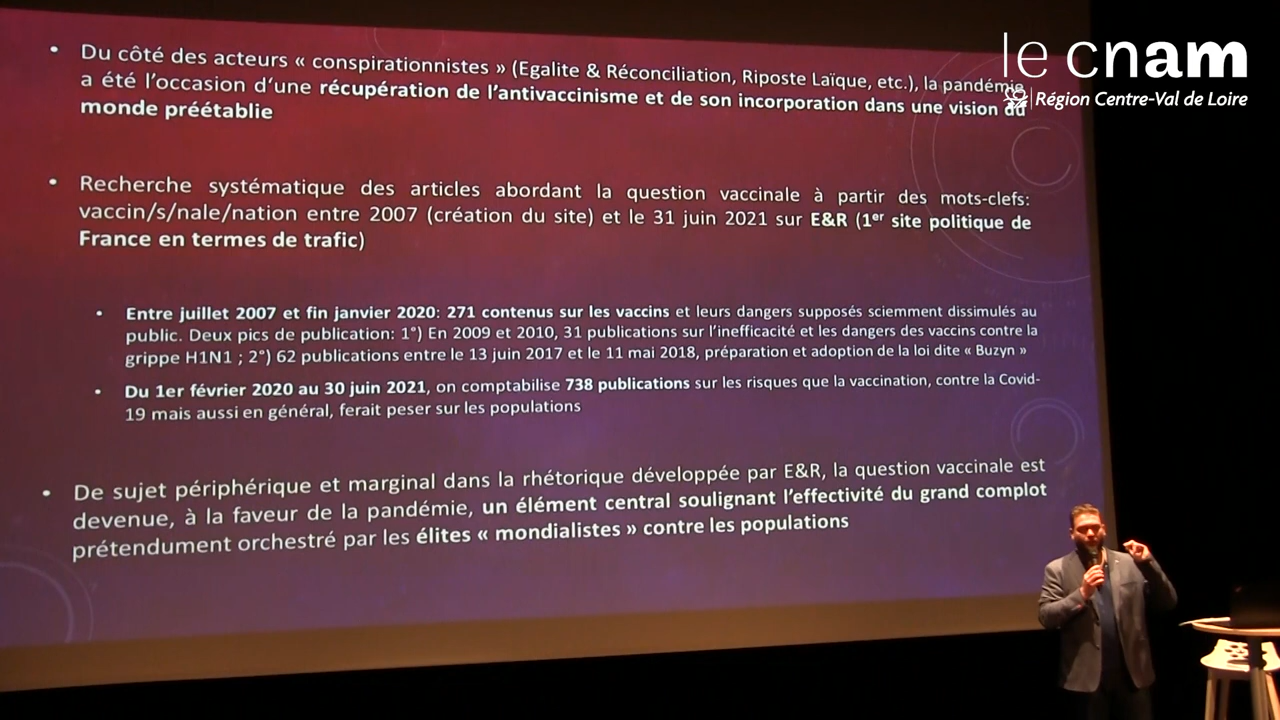 • Du côté des acteurs « conspirationnistes » (Egalite & Réconciliation, Riposte Laïque, etc.), la pandémie
a été l'occasion d'une récupération de l'antivaccinisme et de son incorporation dans une vision du
monde préétablie
• Recherche systématique des articles abordant la question vaccinale à partir des mots-clefs:
vaccin/s/nale/nation entre 2007 (création du site) et le 31 juin 2021 sur E&R (1er site politique de
France en termes de trafic)
• Entre juillet 2007 et fin janvier 2020: 271 contenus sur les vaccins et leurs dangers supposés sciemment dissimulés au
public. Deux pics de publication: 1°) En 2009 et 2010, 31 publications sur l'inefficacité et les dangers des vaccins contre la
grippe H1N1 ; 2°) 62 publications entre le 13 juin 2017 et le 11 mai 2018, préparation et adoption de la loi dite « Buzyn »
• Du 1er février 2020 au 30 juin 2021, on comptabilise 738 publications sur les risques que la vaccination, contre la Covid-
19 mais aussi en général, ferait peser sur les populations
• De sujet périphérique et marginal dans la rhétorique développée par E&R, la question vaccinale est
devenue, à la faveur de la pandémie, un élément central soulignant l'effectivité du grand complot
prétendument orchestré par les élites « mondialistes » contre les populations
le cnam
Région Centre-Val de Loire